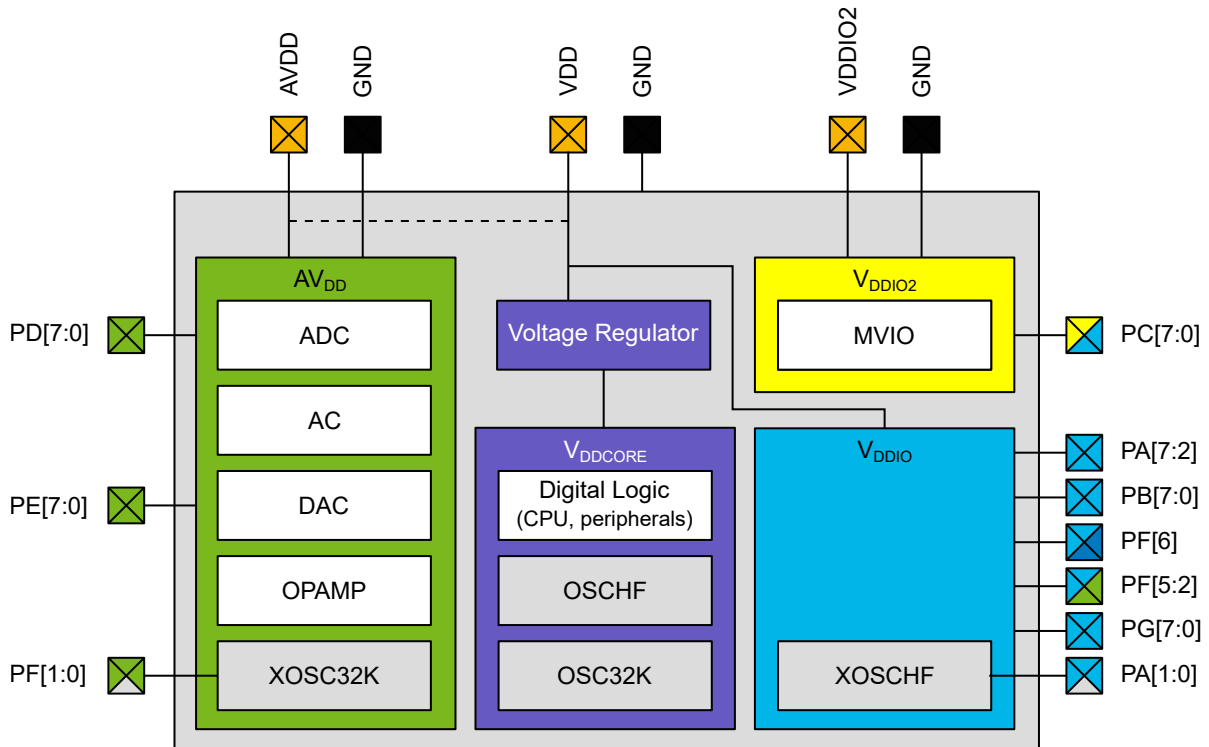 AVDD
GND
VDD
GND
VDDIO2
GND
AVDD
ADC
AC
DAC
OPAMP
XOSC32K
Voltage Regulator
VDDCORE
Digital Logic
(CPU, peripherals)
OSCHF
OSC32K
VDDIO2
MVIO
VDDIO
XOSCHF
PD[7:0]
PE[7:0]
PF[1:0]
PC[7:0]
PA[7:2]
PB[7:0]
PF[6]
PF[5:2]
PG[7:0]
PA[1:0]